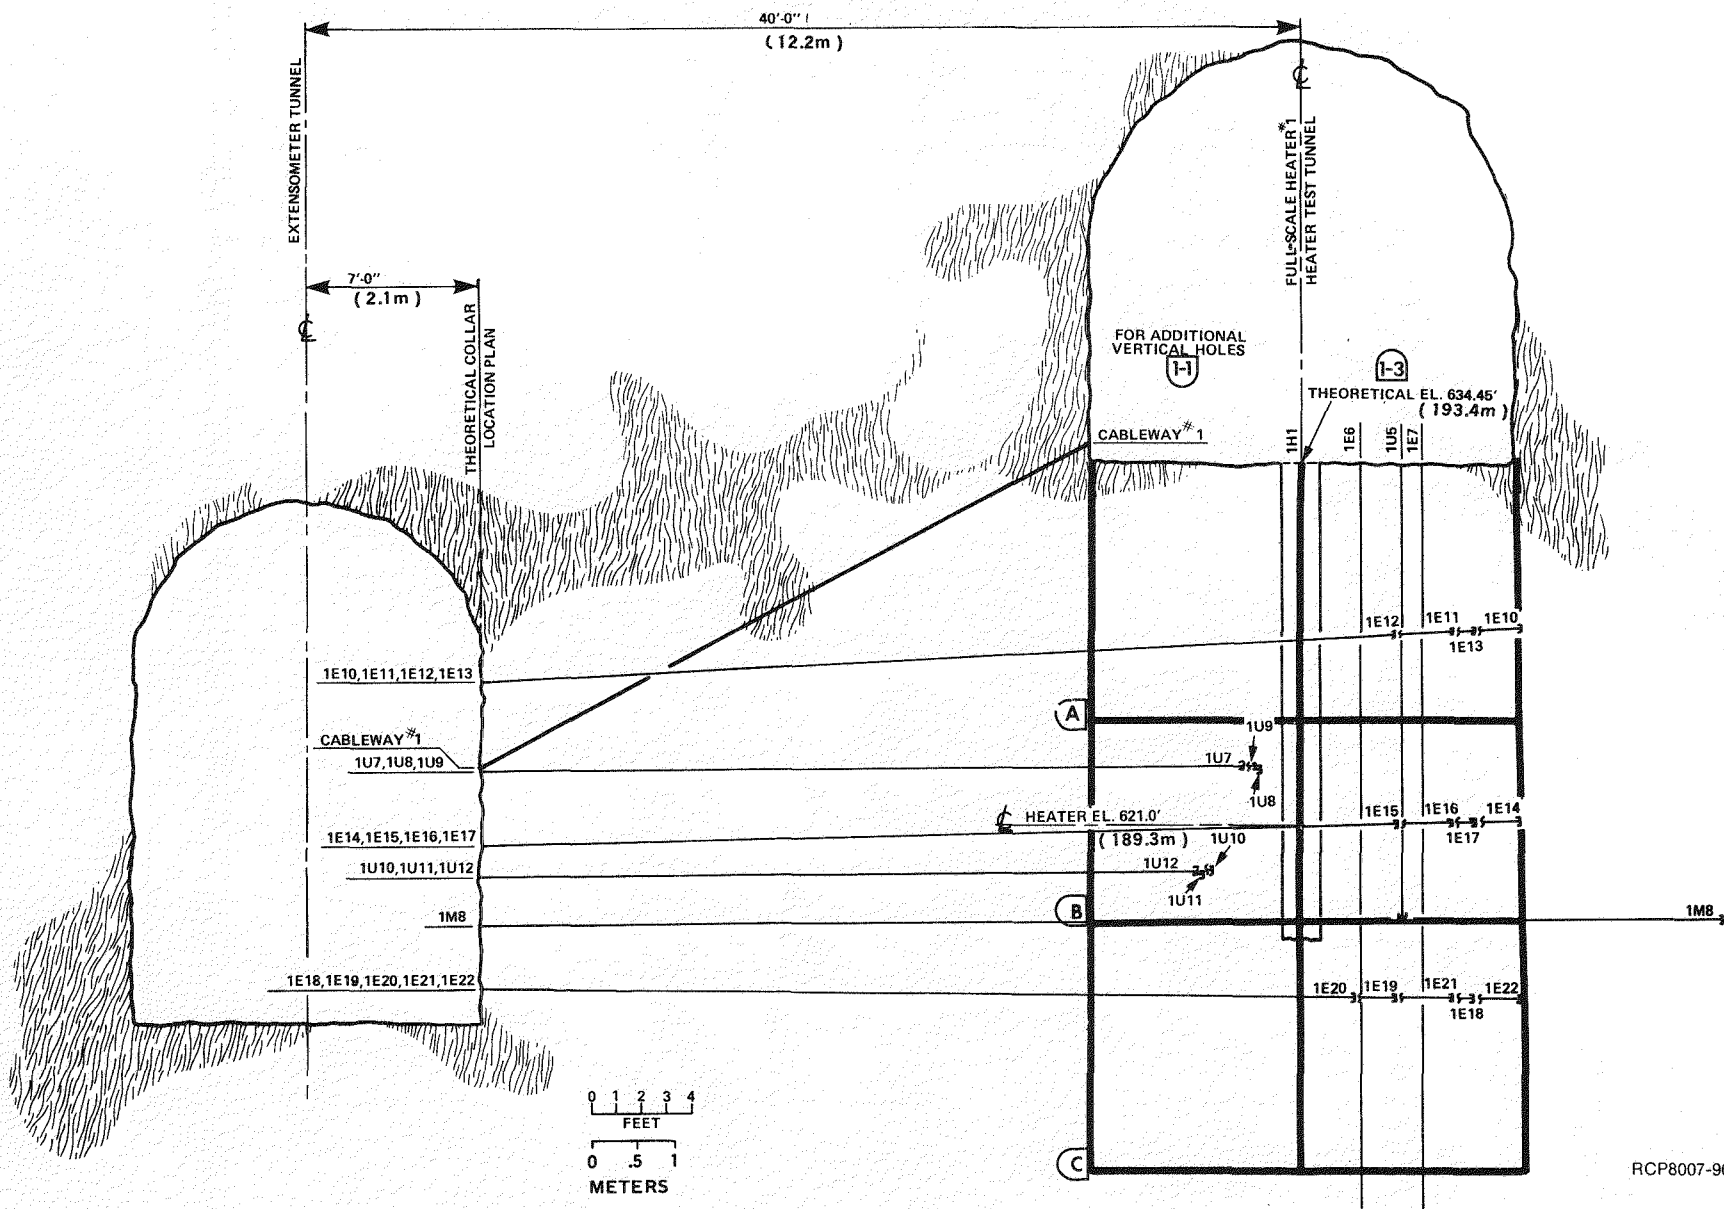 40'-0"
(12.2m)
EXTENSOMETER TUNNEL
℄
FULL-SCALE HEATER #1
HEATER TEST TUNNEL
7'-0"
(2.1m)
℄
THEORETICAL COLLAR
LOCATION PLAN
FOR ADDITIONAL
VERTICAL HOLES
1-1
1-3
THEORETICAL EL. 634.45'
(193.4m)
CABLEWAY #1
1H1
1E6
1U5
1E7
1E12
1E11
1E10
1E13
1E10,1E11,1E12,1E13
A
1U9
CABLEWAY #1
1U7,1U8,1U9
1U7
1U8
℄ HEATER EL. 621.0'
(189.3m)
1E15
1E16
1E14
1E17
1E14,1E15,1E16,1E17
1U10
1U10,1U11,1U12
1U12
1U11
1M8
B
1M8
1E18,1E19,1E20,1E21,1E22
1E20
1E19
1E21
1E22
1E18
0 1 2 3 4
FEET
0 .5 1
METERS
C
RCP8007-96